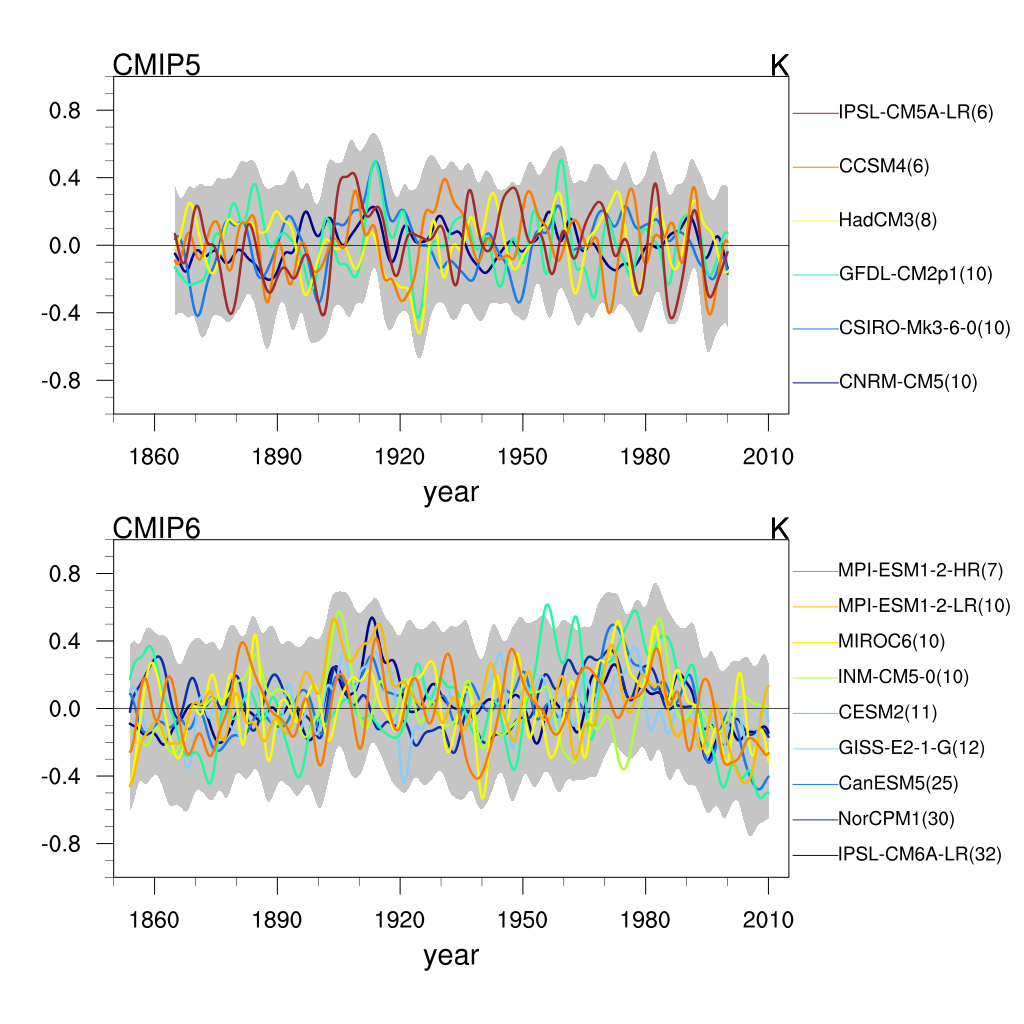 CMIP5 K
0.8
0.4
0.0
-0.4
-0.8
1860 1890 1920 1950 1980 2010
year
IPSL-CM5A-LR(6)
CCSM4(6)
HadCM3(8)
GFDL-CM2p1(10)
CSIRO-Mk3-6-0(10)
CNRM-CM5(10)
CMIP6 K
0.8
0.4
0.0
-0.4
-0.8
1860 1890 1920 1950 1980 2010
year
MPI-ESM1-2-HR(7)
MPI-ESM1-2-LR(10)
MIROC6(10)
INM-CM5-0(10)
CESM2(11)
GISS-E2-1-G(12)
CanESM5(25)
NorCPM1(30)
IPSL-CM6A-LR(32)